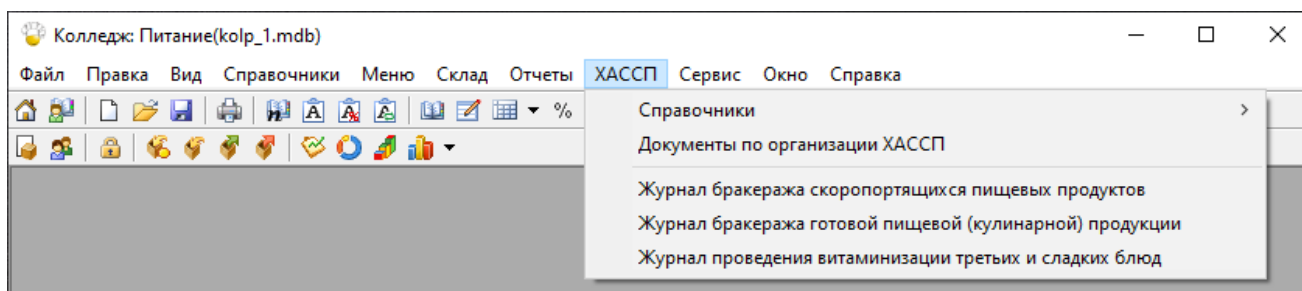 Колледж: Питание(kolp_1.mdb)
Файл Правка Вид Справочники Меню Склад Отчеты ХАССП Сервис Окно Справка
Справочники
Документы по организации ХАССП
Журнал бракеража скоропортящихся пищевых продуктов
Журнал бракеража готовой пищевой (кулинарной) продукции
Журнал проведения витаминизации третьих и сладких блюд